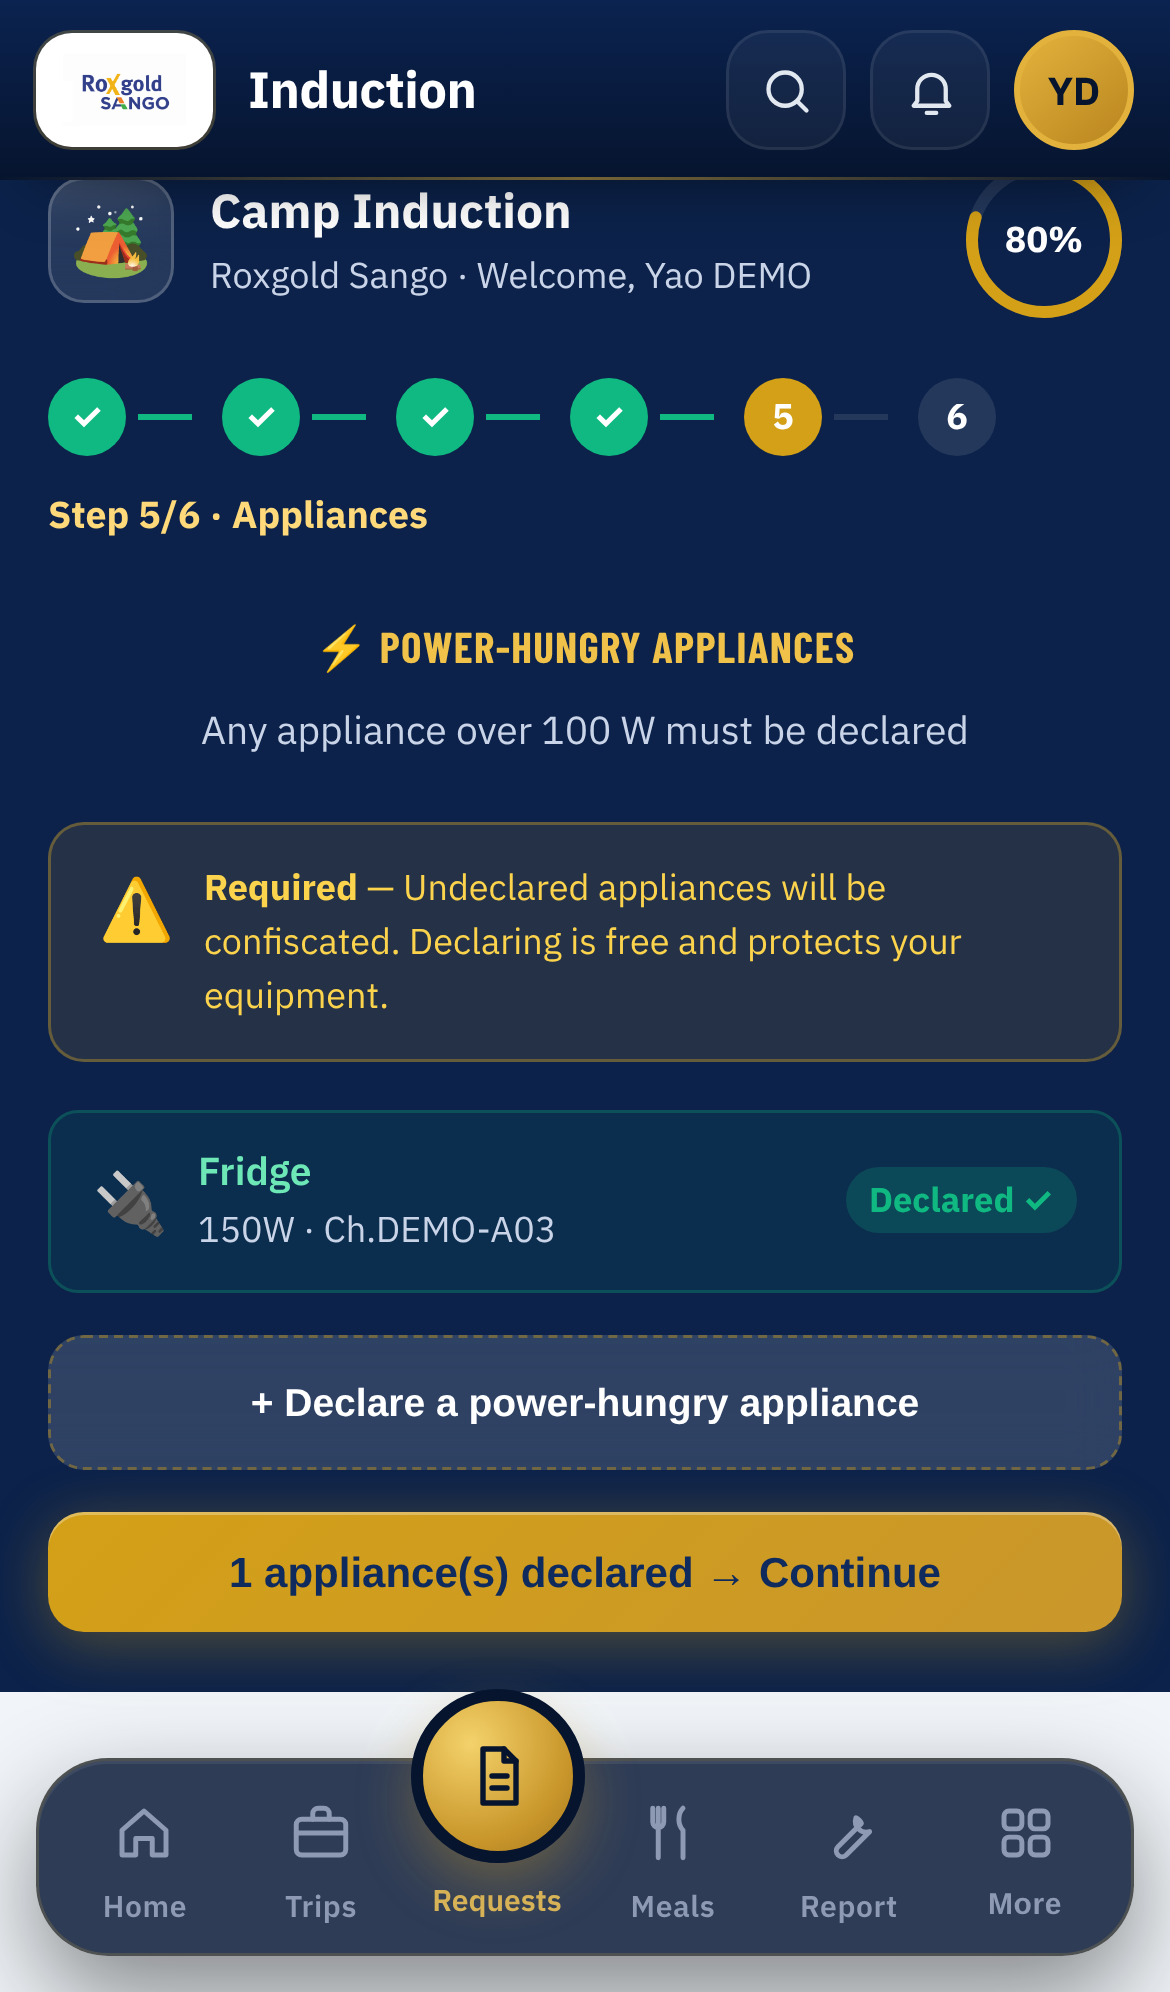 Roxgold
SANGO
Induction
YD
Camp Induction
Roxgold Sango · Welcome, Yao DEMO
80%
5
6
Step 5/6 · Appliances
⚡ POWER-HUNGRY APPLIANCES
Any appliance over 100 W must be declared
Required — Undeclared appliances will be
confiscated. Declaring is free and protects your
equipment.
Fridge
150W · Ch.DEMO-A03
Declared ✓
+ Declare a power-hungry appliance
1 appliance(s) declared → Continue
Home
Trips
Requests
Meals
Report
More